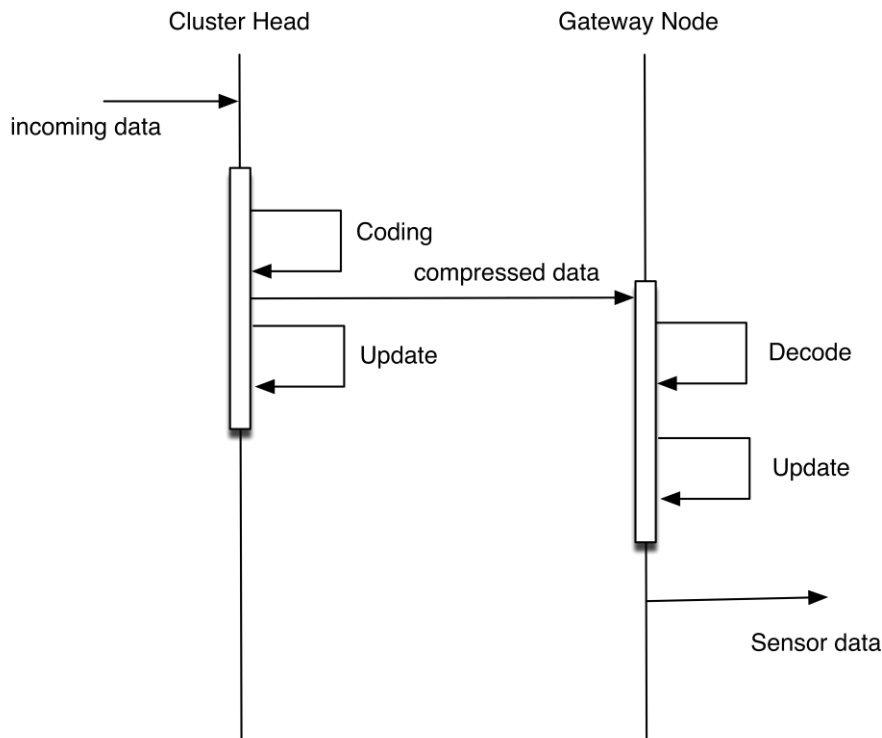 Cluster Head
Gateway Node
incoming data
Coding
compressed data
Update
Decode
Update
Sensor data